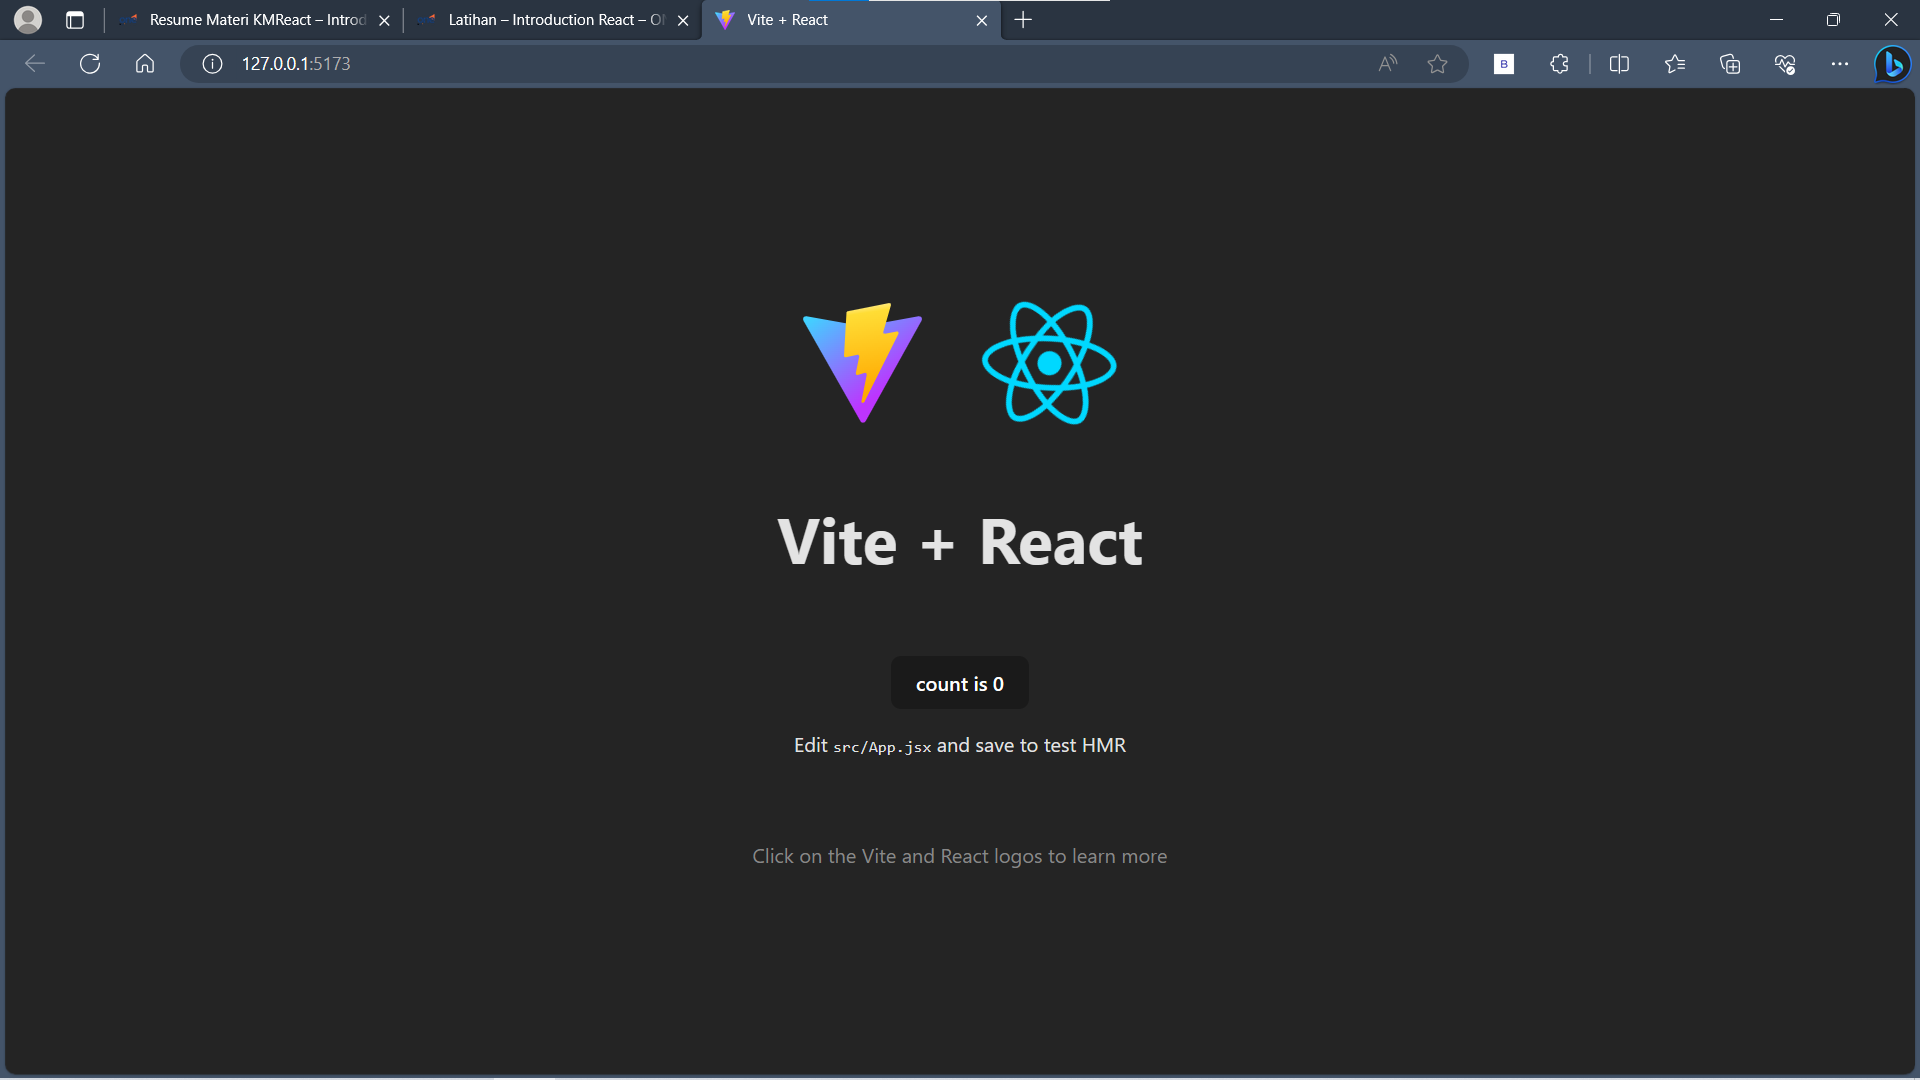 Resume Materi KMReact – Introd
Latihan – Introduction React – O
Vite + React
127.0.0.1:5173
B
Vite + React
count is 0
Edit src/App.jsx and save to test HMR
Click on the Vite and React logos to learn more